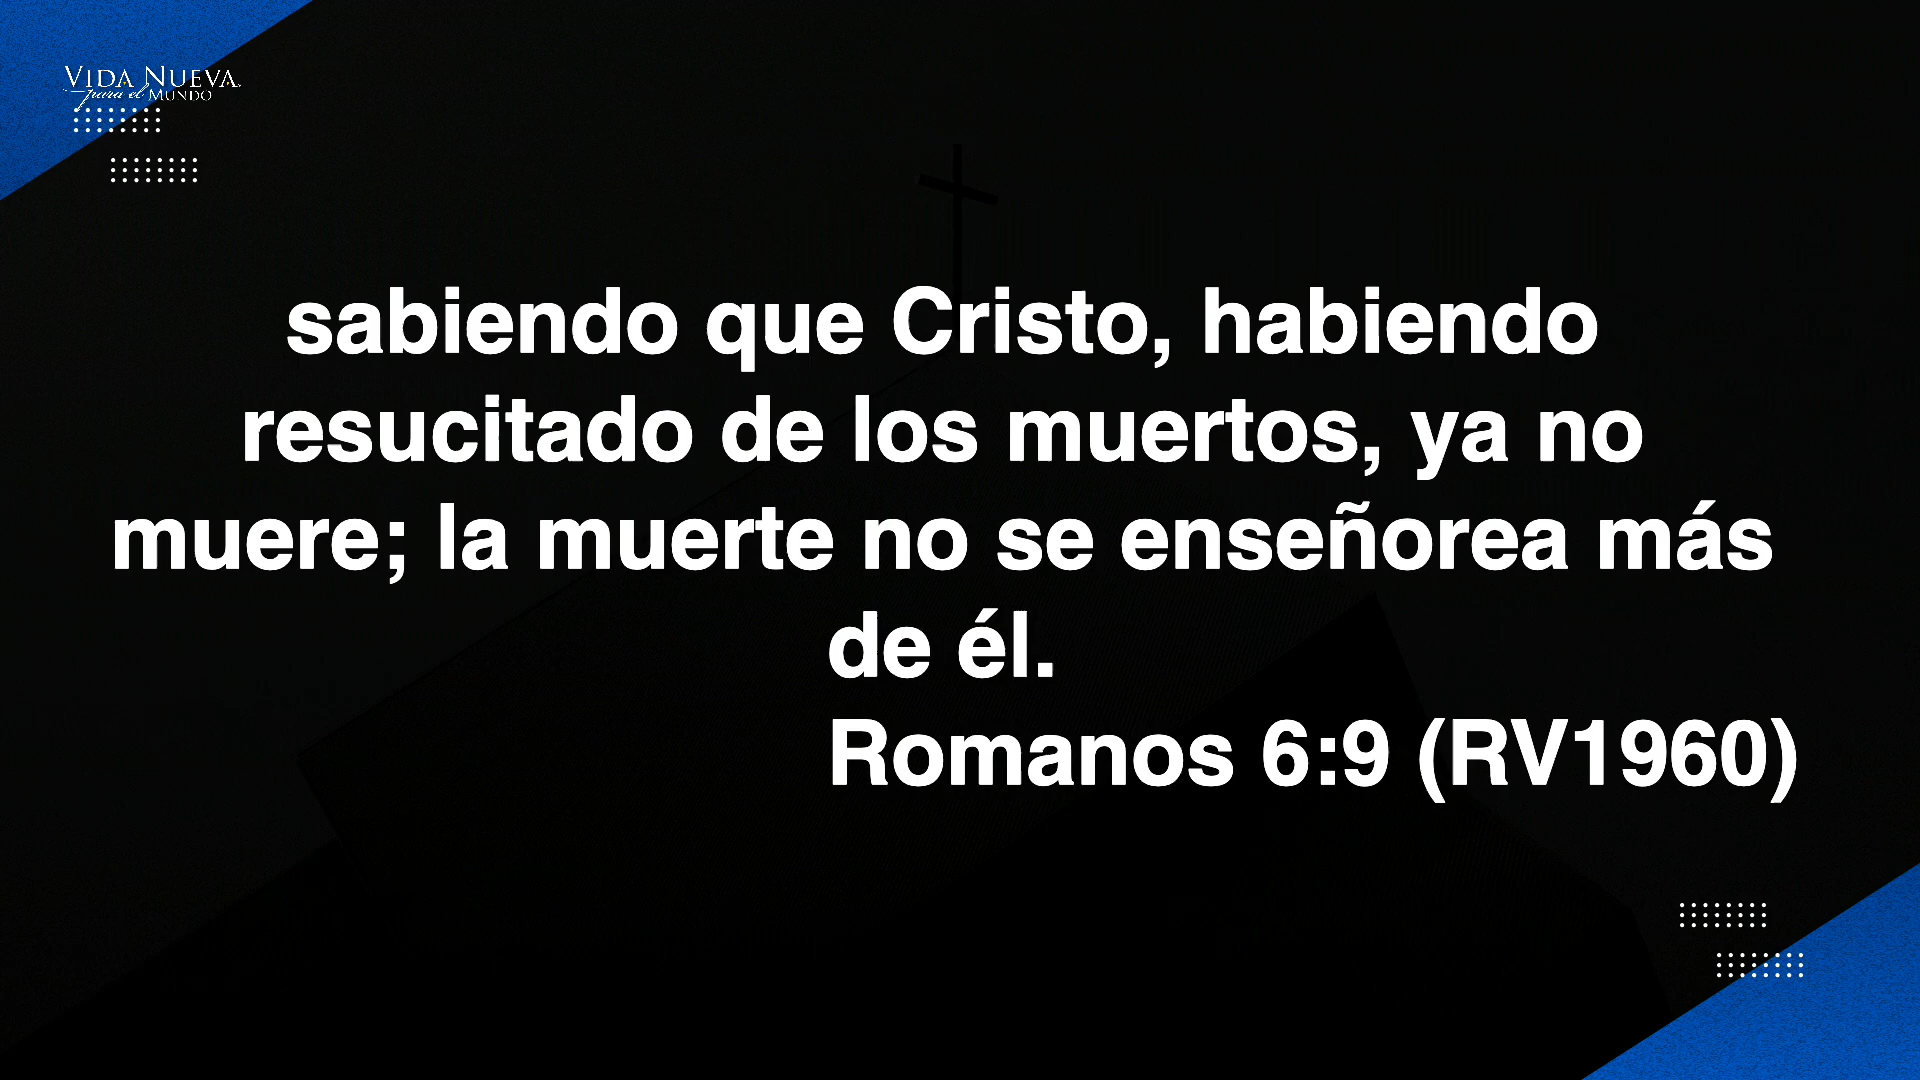 VIDA NUEVA
para el MUNDO
sabiendo que Cristo, habiendo
resucitado de los muertos, ya no
muere; la muerte no se enseñorea más
de él.
Romanos 6:9 (RV1960)